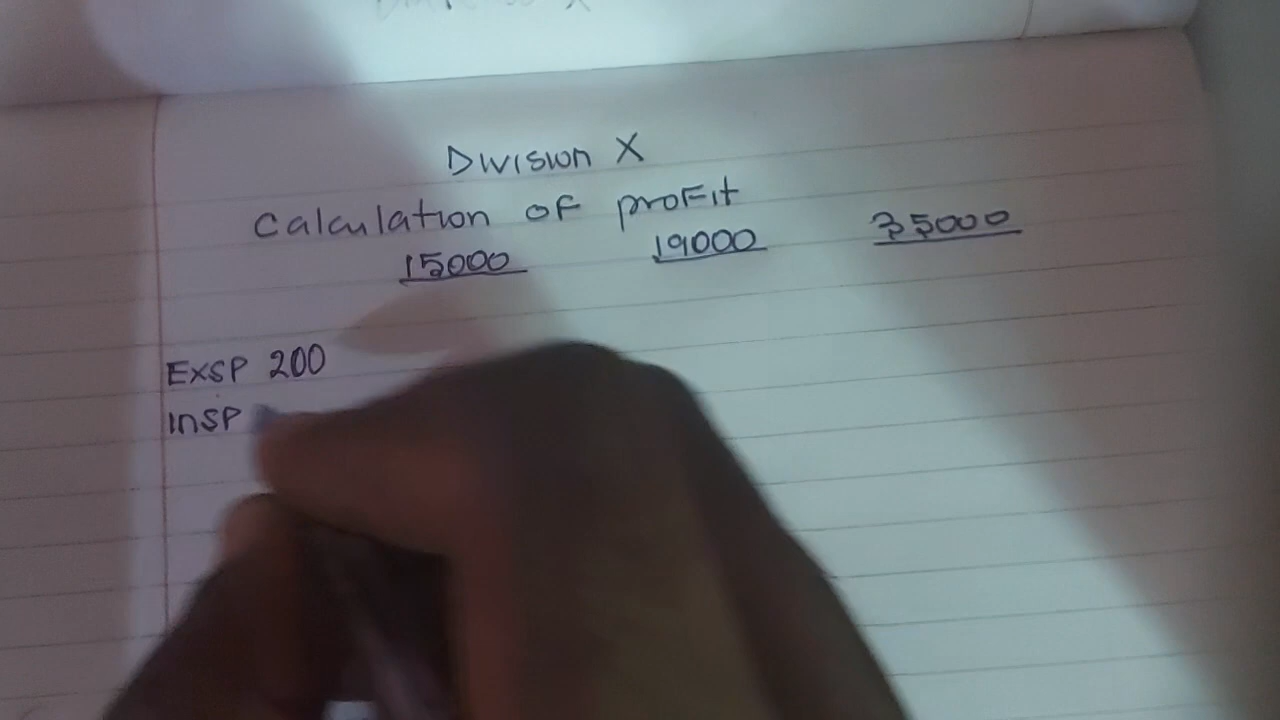 Division X
Calculation of profit
15000 19000 35000
EXSP 200
InSP